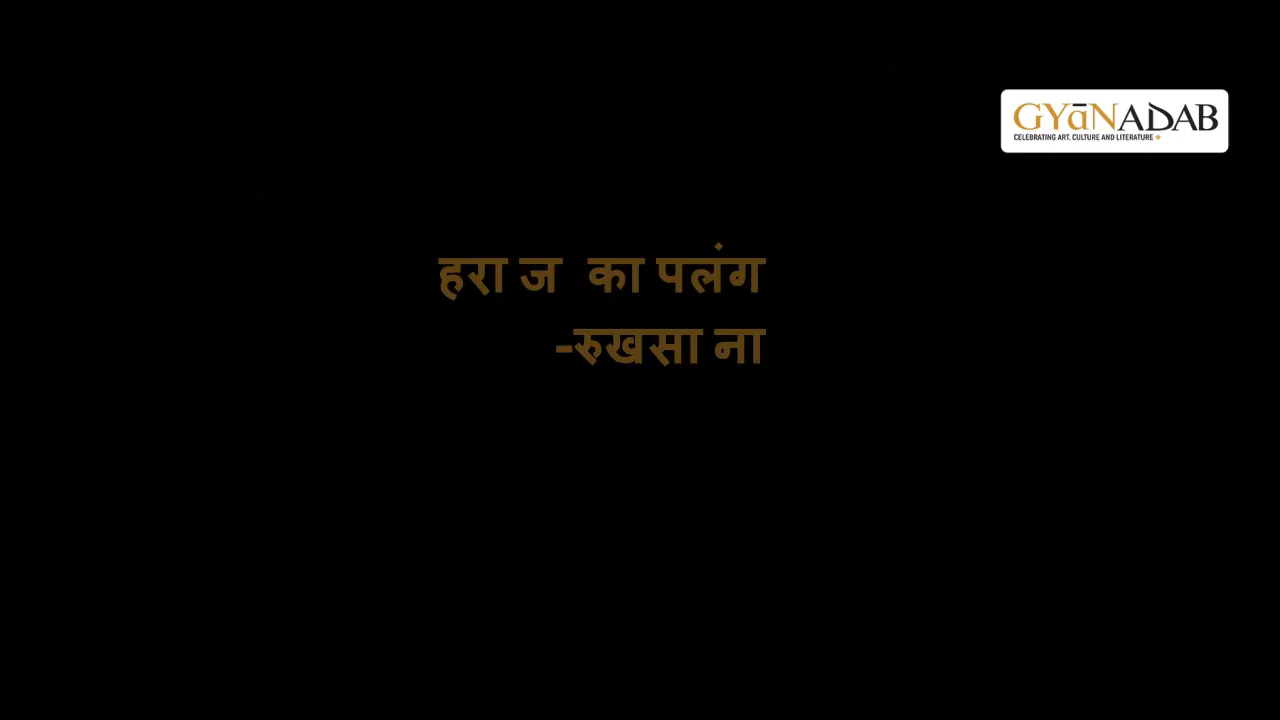 GYāNADAB
CELEBRATING ART, CULTURE AND LITERATURE
हरा ज का पलंग
-रुखसा ना